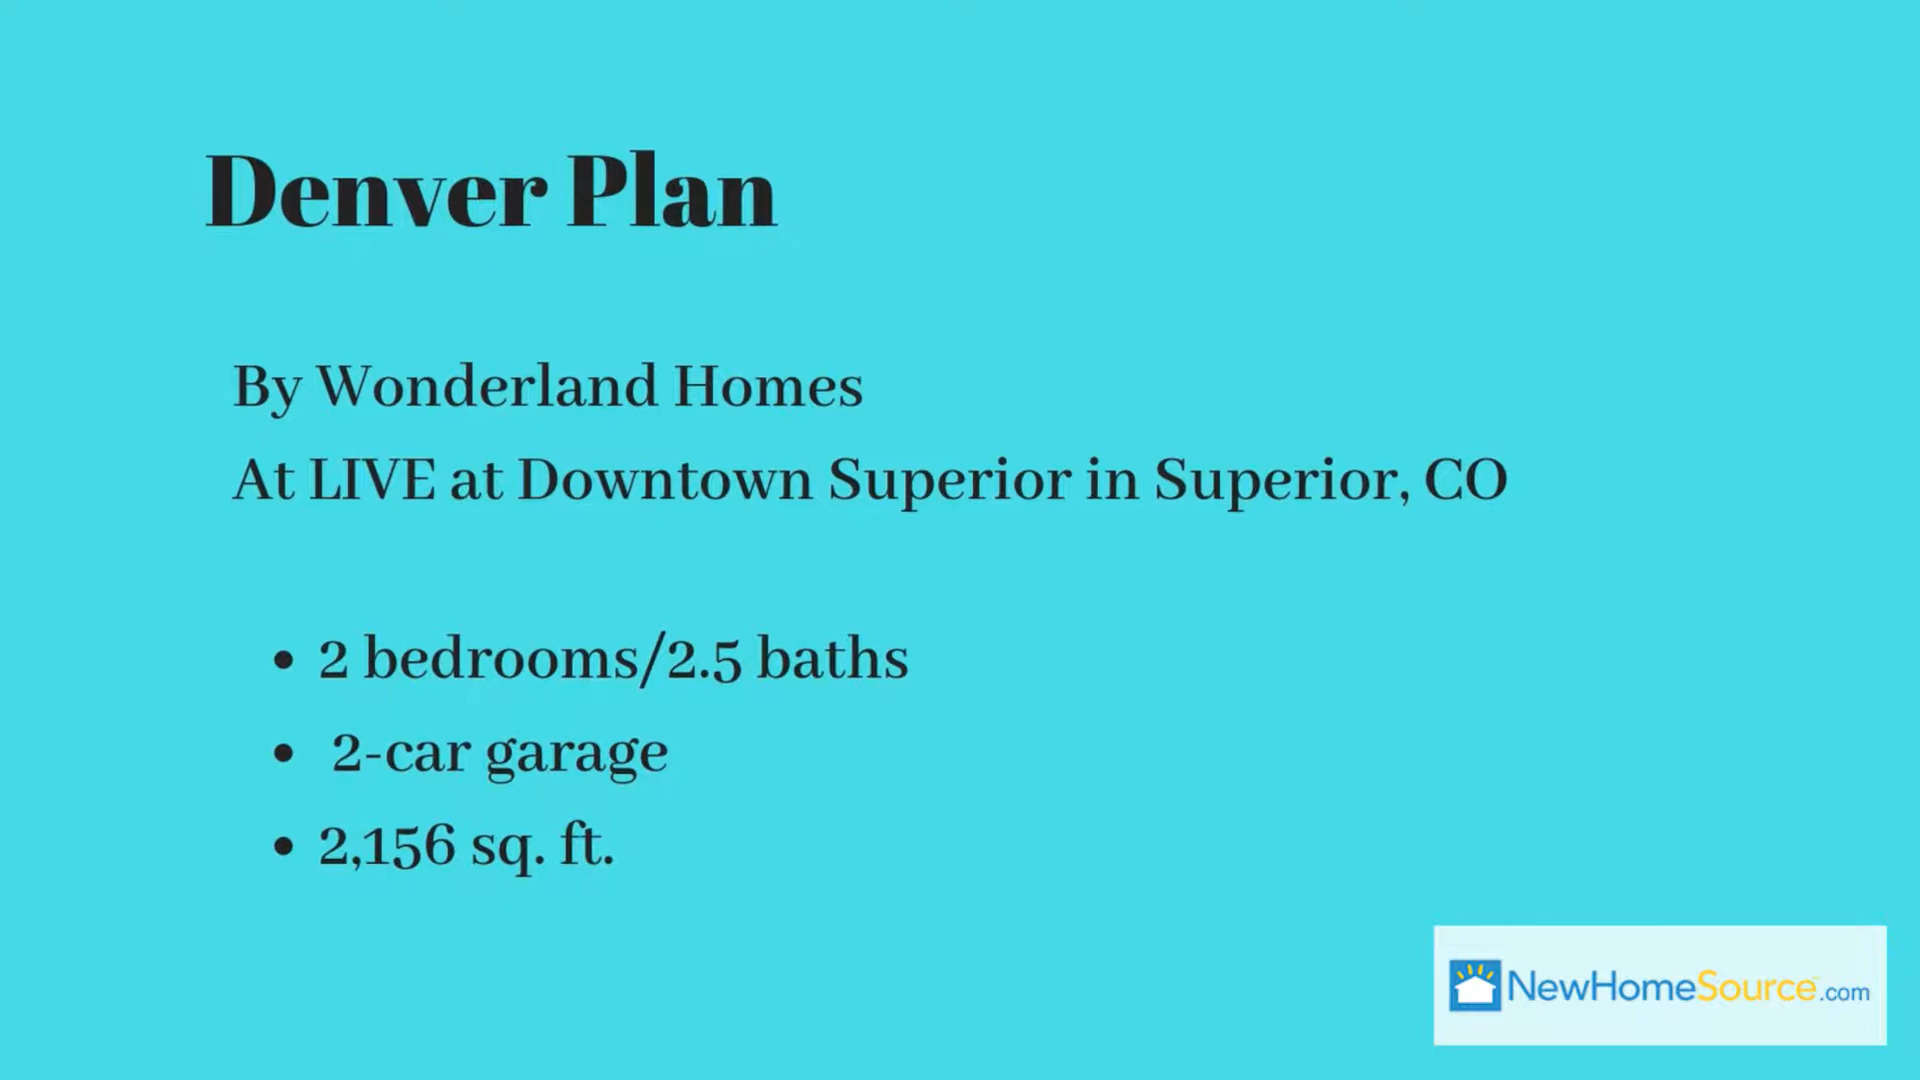 Denver Plan
By Wonderland Homes
At LIVE at Downtown Superior in Superior, CO
• 2 bedrooms/2.5 baths
• 2-car garage
• 2,156 sq. ft.
NewHomeSource.com